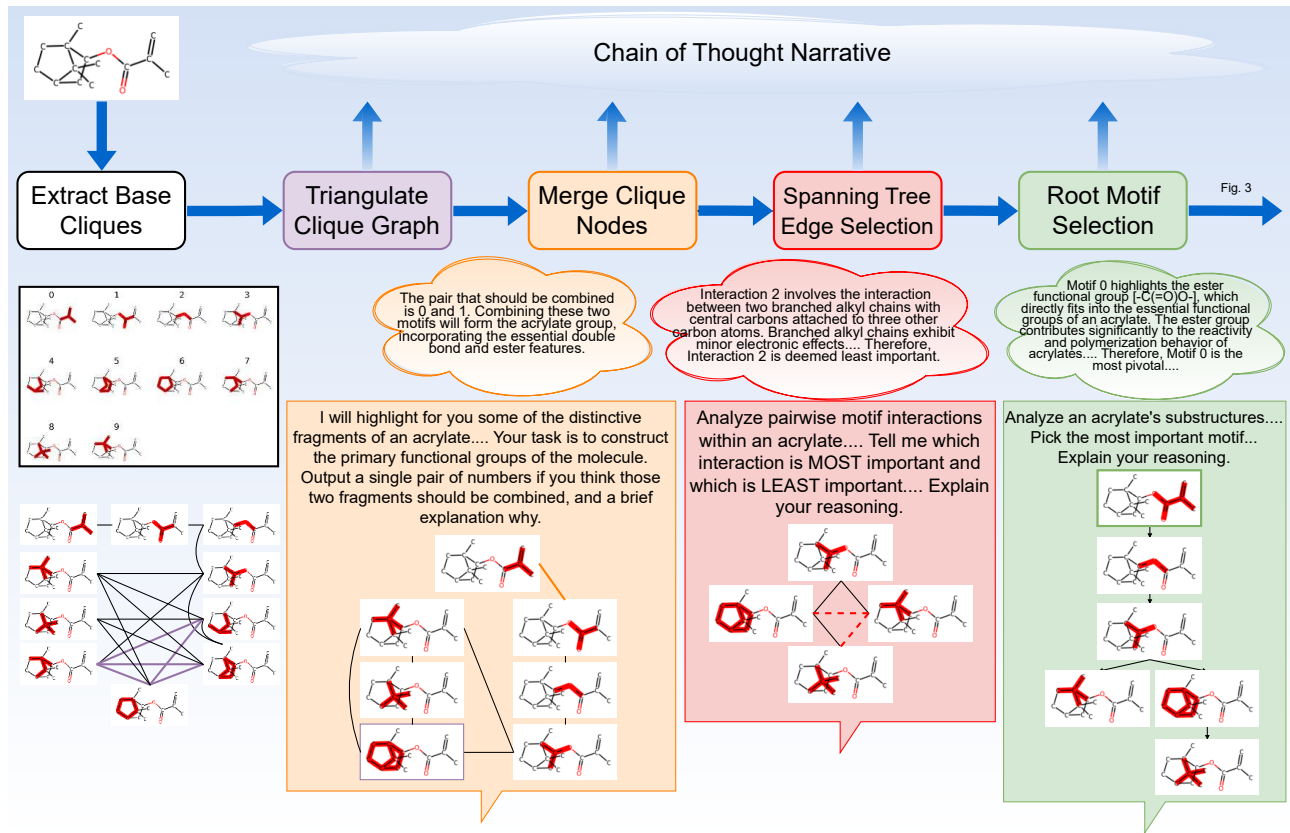 Chain of Thought Narrative
Extract Base
Cliques
Triangulate
Clique Graph
Merge Clique
Nodes
Spanning Tree
Edge Selection
Root Motif
Selection
Fig. 3
0 1 2 3
4 5 6 7
8 9
The pair that should be combined
is 0 and 1. Combining these two
motifs will form the acrylate group,
incorporating the essential double
bond and ester features.
Interaction 2 involves the interaction
between two branched alkyl chains with
central carbons attached to three other
carbon atoms. Branched alkyl chains exhibit
minor electronic effects.... Therefore,
Interaction 2 is deemed least important.
Motif 0 highlights the ester
functional group [-C(=O)O-], which
directly fits into the essential functional
groups of an acrylate. The ester group
contributes significantly to the reactivity
and polymerization behavior of
acrylates.... Therefore, Motif 0 is the
most pivotal....
I will highlight for you some of the distinctive
fragments of an acrylate.... Your task is to construct
the primary functional groups of the molecule.
Output a single pair of numbers if you think those
two fragments should be combined, and a brief
explanation why.
Analyze pairwise motif interactions
within an acrylate.... Tell me which
interaction is MOST important and
which is LEAST important.... Explain
your reasoning.
Analyze an acrylate's substructures....
Pick the most important motif...
Explain your reasoning.